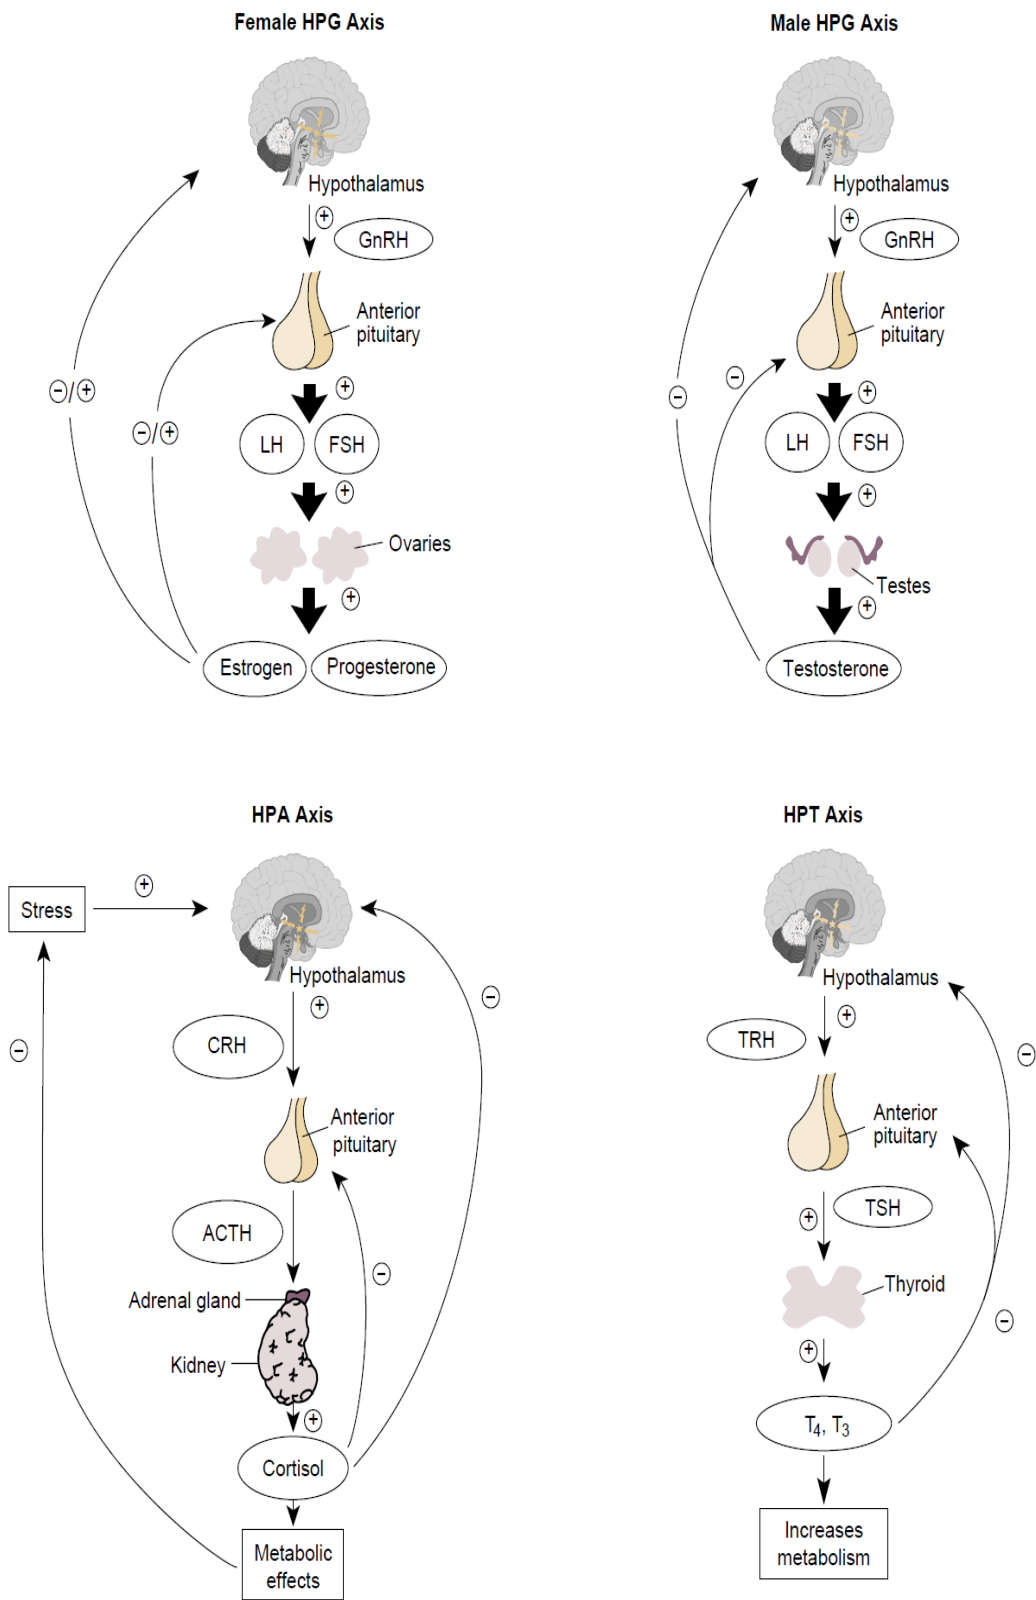 Female HPG Axis
Hypothalamus
+
GnRH
Anterior
pituitary
−/+
−/+
+
LH
FSH
+
Ovaries
+
Estrogen
Progesterone
Male HPG Axis
Hypothalamus
+
GnRH
Anterior
pituitary
−
−
+
LH
FSH
+
Testes
+
Testosterone
HPA Axis
Stress
+
Hypothalamus
−
+
CRH
−
Anterior
pituitary
ACTH
−
Adrenal gland
Kidney
+
Cortisol
Metabolic
effects
HPT Axis
Hypothalamus
+
TRH
−
Anterior
pituitary
TSH
+
Thyroid
−
+
T₄, T₃
Increases
metabolism